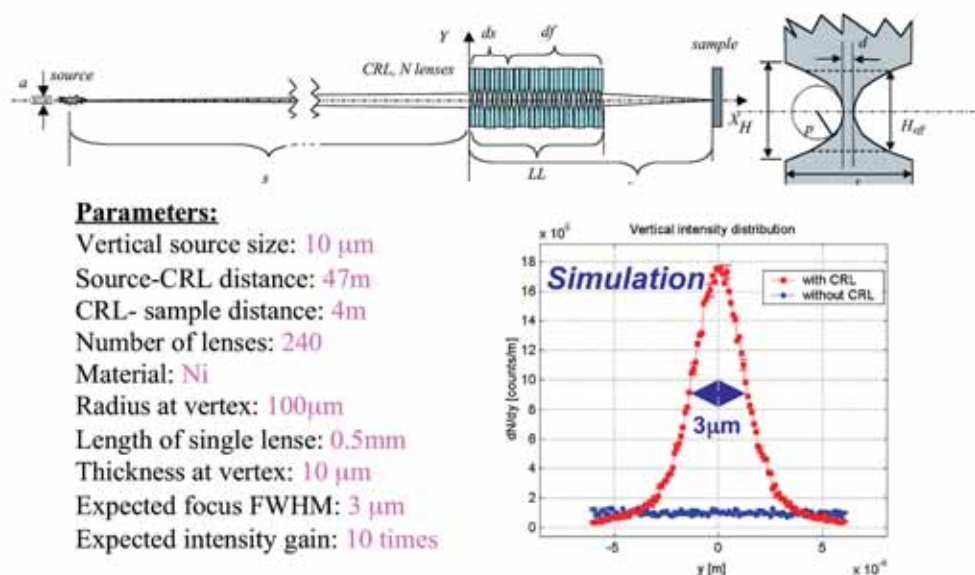 Y
ds
df
sample
d
source
CRL, N lenses
a
X
H
p
H_eff
LL
s
Parameters:
Vertical source size: 10 µm
Source-CRL distance: 47m
CRL- sample distance: 4m
Number of lenses: 240
Material: Ni
Radius at vertex: 100µm
Length of single lense: 0.5mm
Thickness at vertex: 10 µm
Expected focus FWHM: 3 µm
Expected intensity gain: 10 times
Vertical intensity distribution
18
16
14
12
10
8
6
4
2
0
Simulation
with CRL
without CRL
3µm
dN/dy [counts/m]
-5
0
5
y [m]